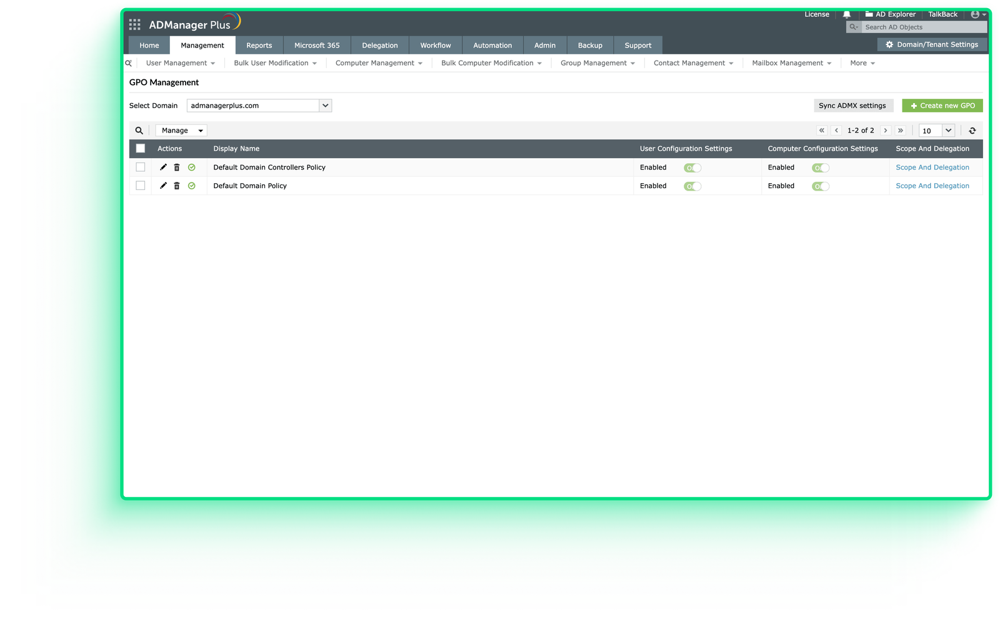 License AD Explorer TalkBack
ADManager Plus
Search AD Objects
Home Management Reports Microsoft 365 Delegation Workflow Automation Admin Backup Support Domain/Tenant Settings
User Management Bulk User Modification Computer Management Bulk Computer Modification Group Management Contact Management Mailbox Management More
GPO Management
Select Domain admanagerplus.com Sync ADMX settings Create new GPO
Manage 1-2 of 2 10
Actions Display Name User Configuration Settings Computer Configuration Settings Scope And Delegation
Default Domain Controllers Policy Enabled Enabled Scope And Delegation
Default Domain Policy Enabled Enabled Scope And Delegation